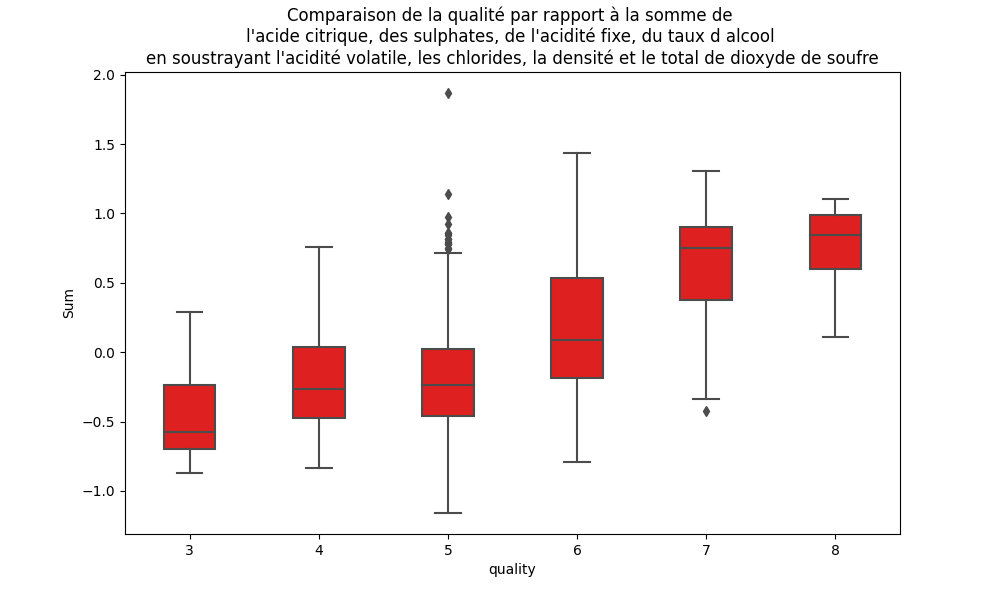 Comparaison de la qualité par rapport à la somme de
l'acide citrique, des sulphates, de l'acidité fixe, du taux d alcool
en soustrayant l'acidité volatile, les chlorides, la densité et le total de dioxyde de soufre
2.0
1.5
1.0
0.5
0.0
−0.5
−1.0
Sum
3 4 5 6 7 8
quality